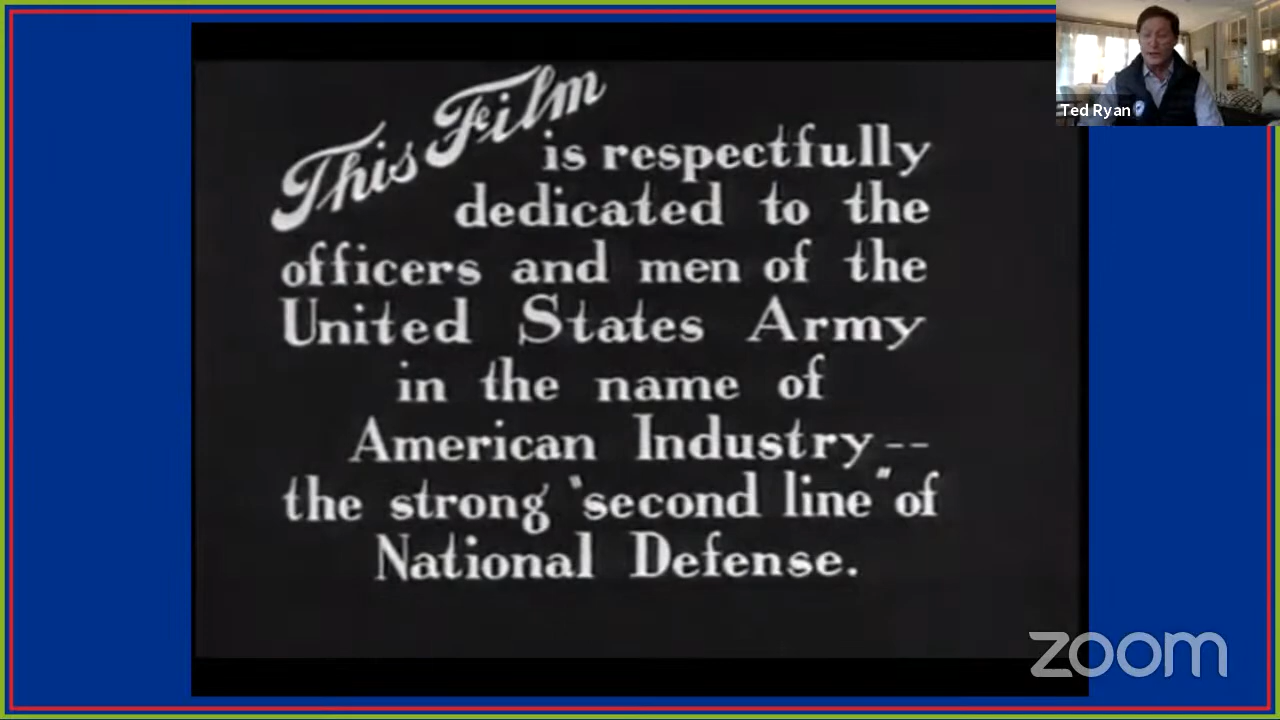 This Film
is respectfully
dedicated to the
officers and men of the
United States Army
in the name of
American Industry--
the strong "second line" of
National Defense.
Ted Ryan
zoom